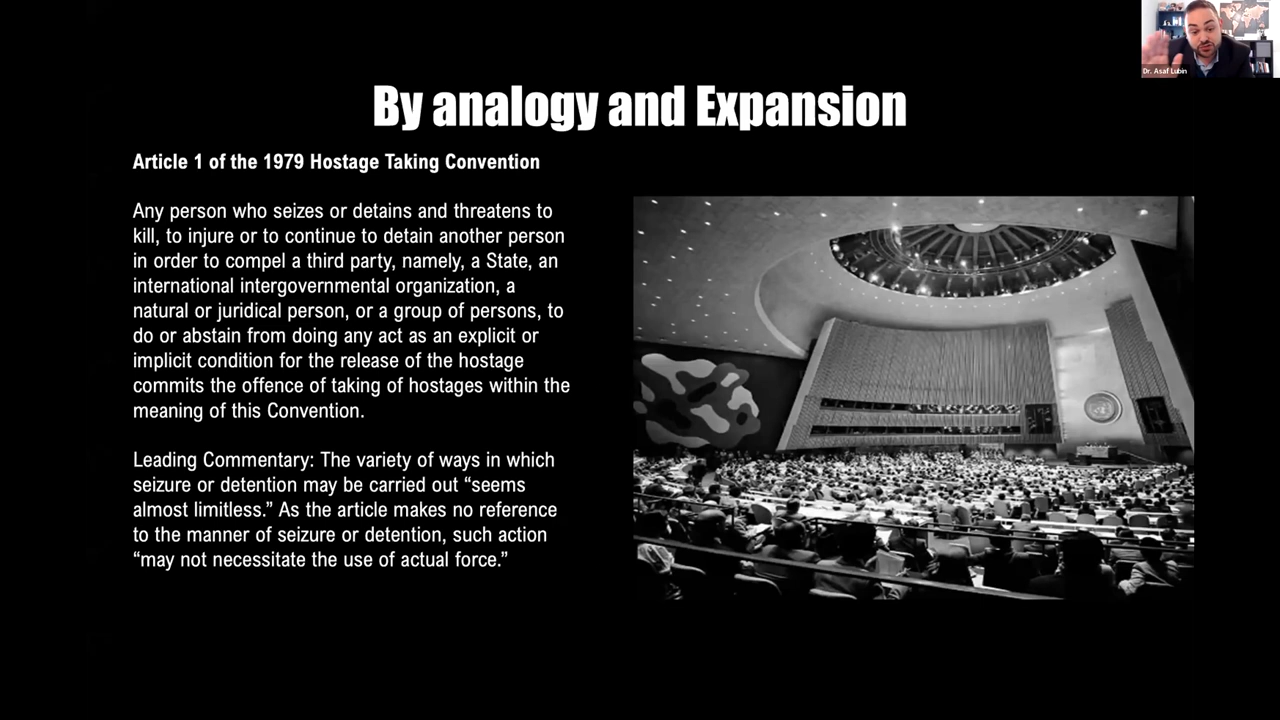 Dr. Asaf Lubin
By analogy and Expansion
Article 1 of the 1979 Hostage Taking Convention
Any person who seizes or detains and threatens to
kill, to injure or to continue to detain another person
in order to compel a third party, namely, a State, an
international intergovernmental organization, a
natural or juridical person, or a group of persons, to
do or abstain from doing any act as an explicit or
implicit condition for the release of the hostage
commits the offence of taking of hostages within the
meaning of this Convention.
Leading Commentary: The variety of ways in which
seizure or detention may be carried out “seems
almost limitless.” As the article makes no reference
to the manner of seizure or detention, such action
“may not necessitate the use of actual force.”